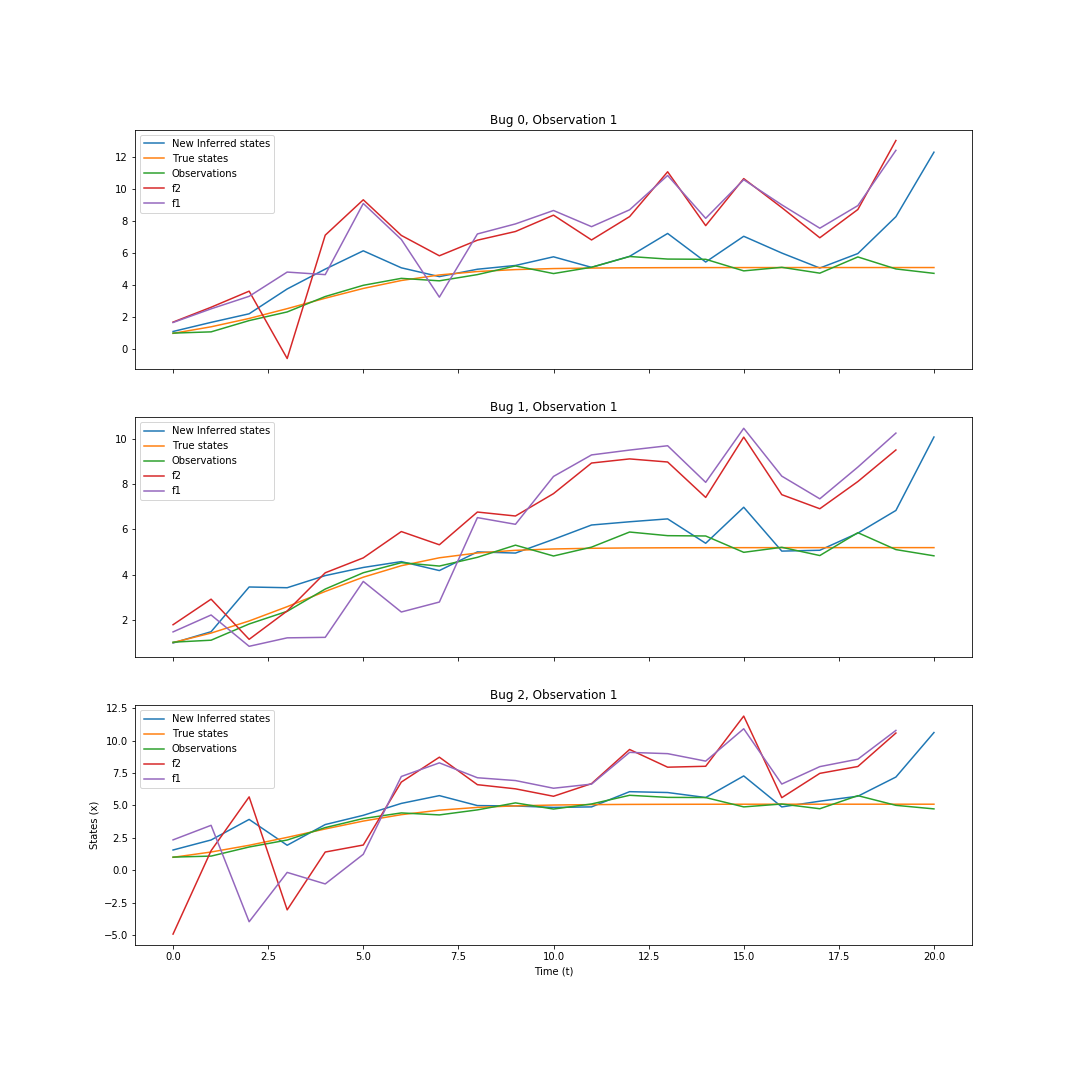 Bug 0, Observation 1
New Inferred states
True states
Observations
f2
f1
12
10
8
6
4
2
0
Bug 1, Observation 1
New Inferred states
True states
Observations
f2
f1
10
8
6
4
2
Bug 2, Observation 1
New Inferred states
True states
Observations
f2
f1
12.5
10.0
7.5
5.0
2.5
0.0
−2.5
−5.0
States (x)
0.0 2.5 5.0 7.5 10.0 12.5 15.0 17.5 20.0
Time (t)